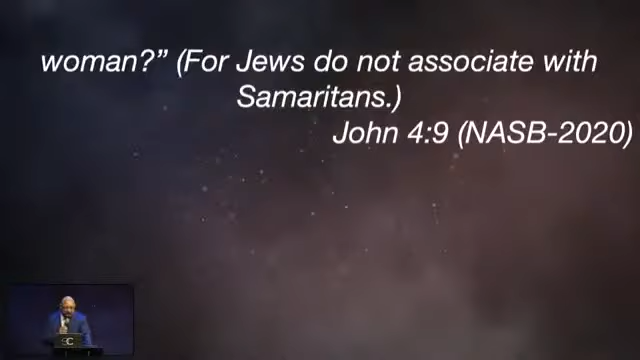 woman?” (For Jews do not associate with
Samaritans.)
John 4:9 (NASB-2020)